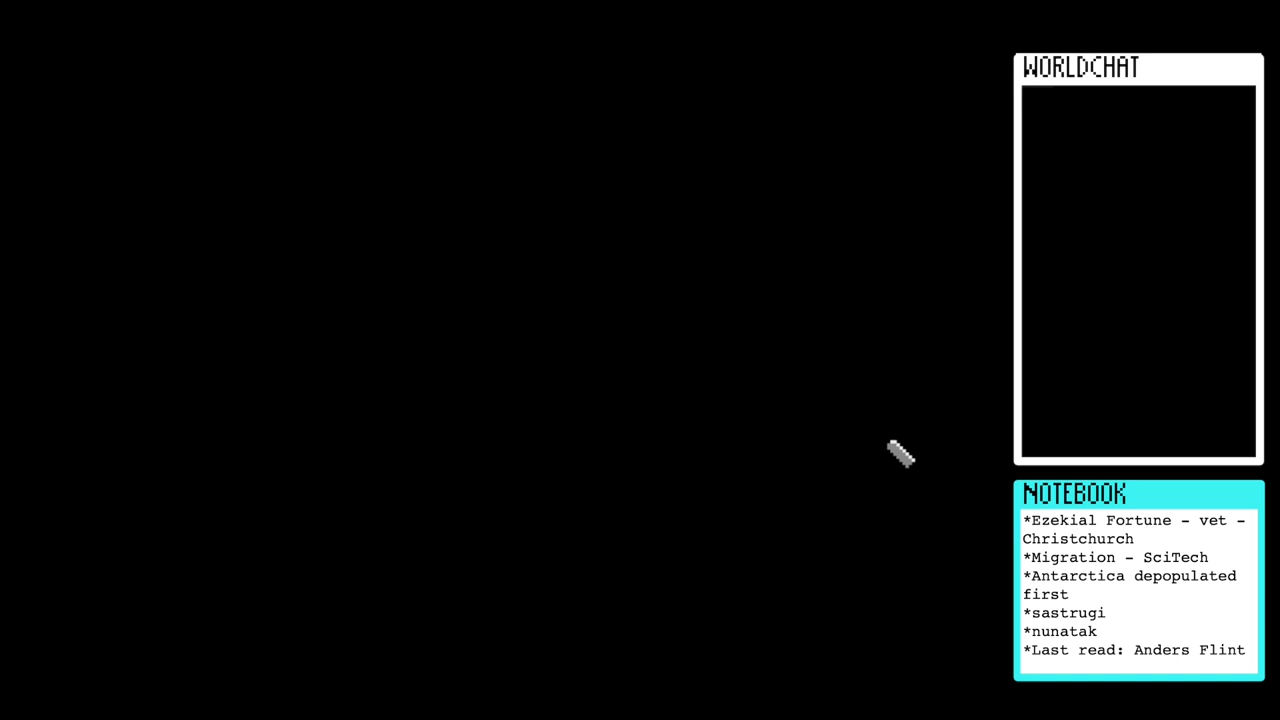 WORLDCHAT
NOTEBOOK
*Ezekial Fortune - vet -
Christchurch
*Migration - SciTech
*Antarctica depopulated
first
*sastrugi
*nunatak
*Last read: Anders Flint